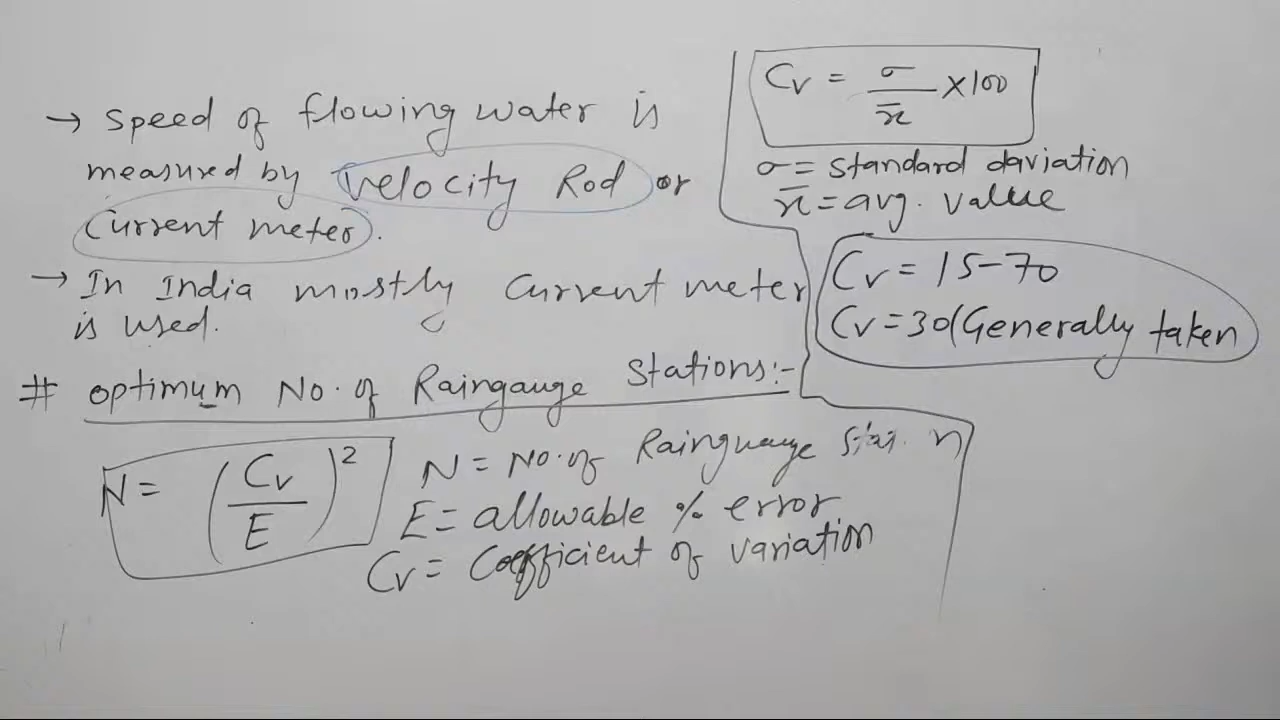 → Speed of flowing water is
measured by Velocity Rod or
Current meter.
→ In India mostly Current meter
is used.
# optimum No. of Raingauge Stations:-
N = (Cv/E)²
N = No. of Rainguage
E = allowable % error
Cv = Coefficient of variation
Cv = σ/x̄ ×100
σ = standard daviation
x̄ = avg. value
Cv = 15-70
Cv = 30(Generally taken